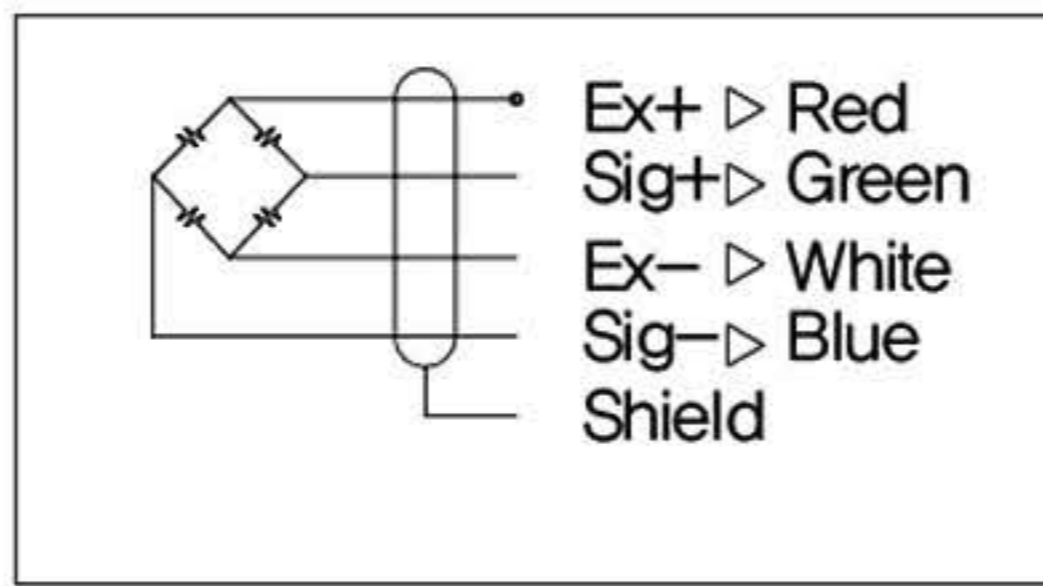 Ex+ ▷ Red
Sig+▷ Green
Ex− ▷ White
Sig−▷ Blue
Shield